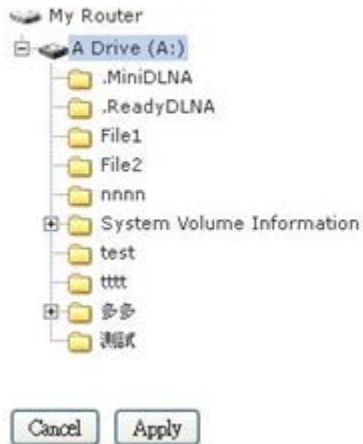 My Router
A Drive (A:)
.MiniDLNA
.ReadyDLNA
File1
File2
nnnn
System Volume Information
test
tttt
多多
測試
Cancel Apply